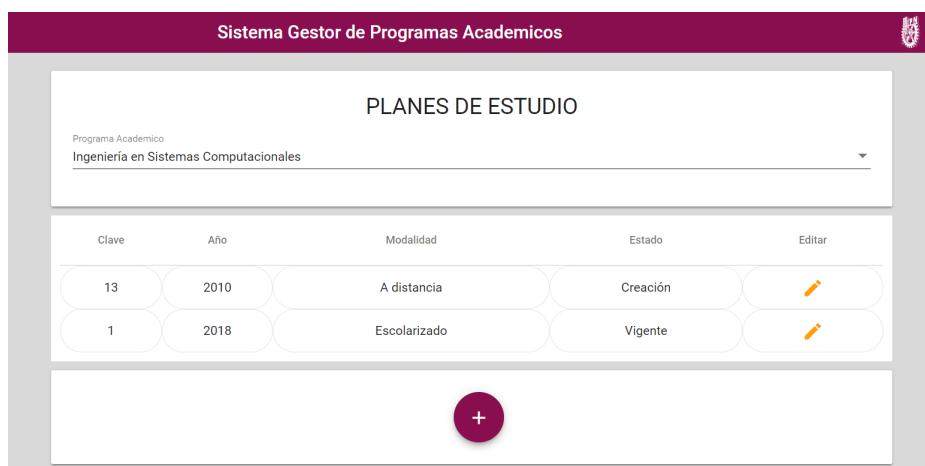 Sistema Gestor de Programas Academicos
PLANES DE ESTUDIO
Programa Academico
Ingeniería en Sistemas Computacionales
Clave Año Modalidad Estado Editar
13 2010 A distancia Creación
1 2018 Escolarizado Vigente
+